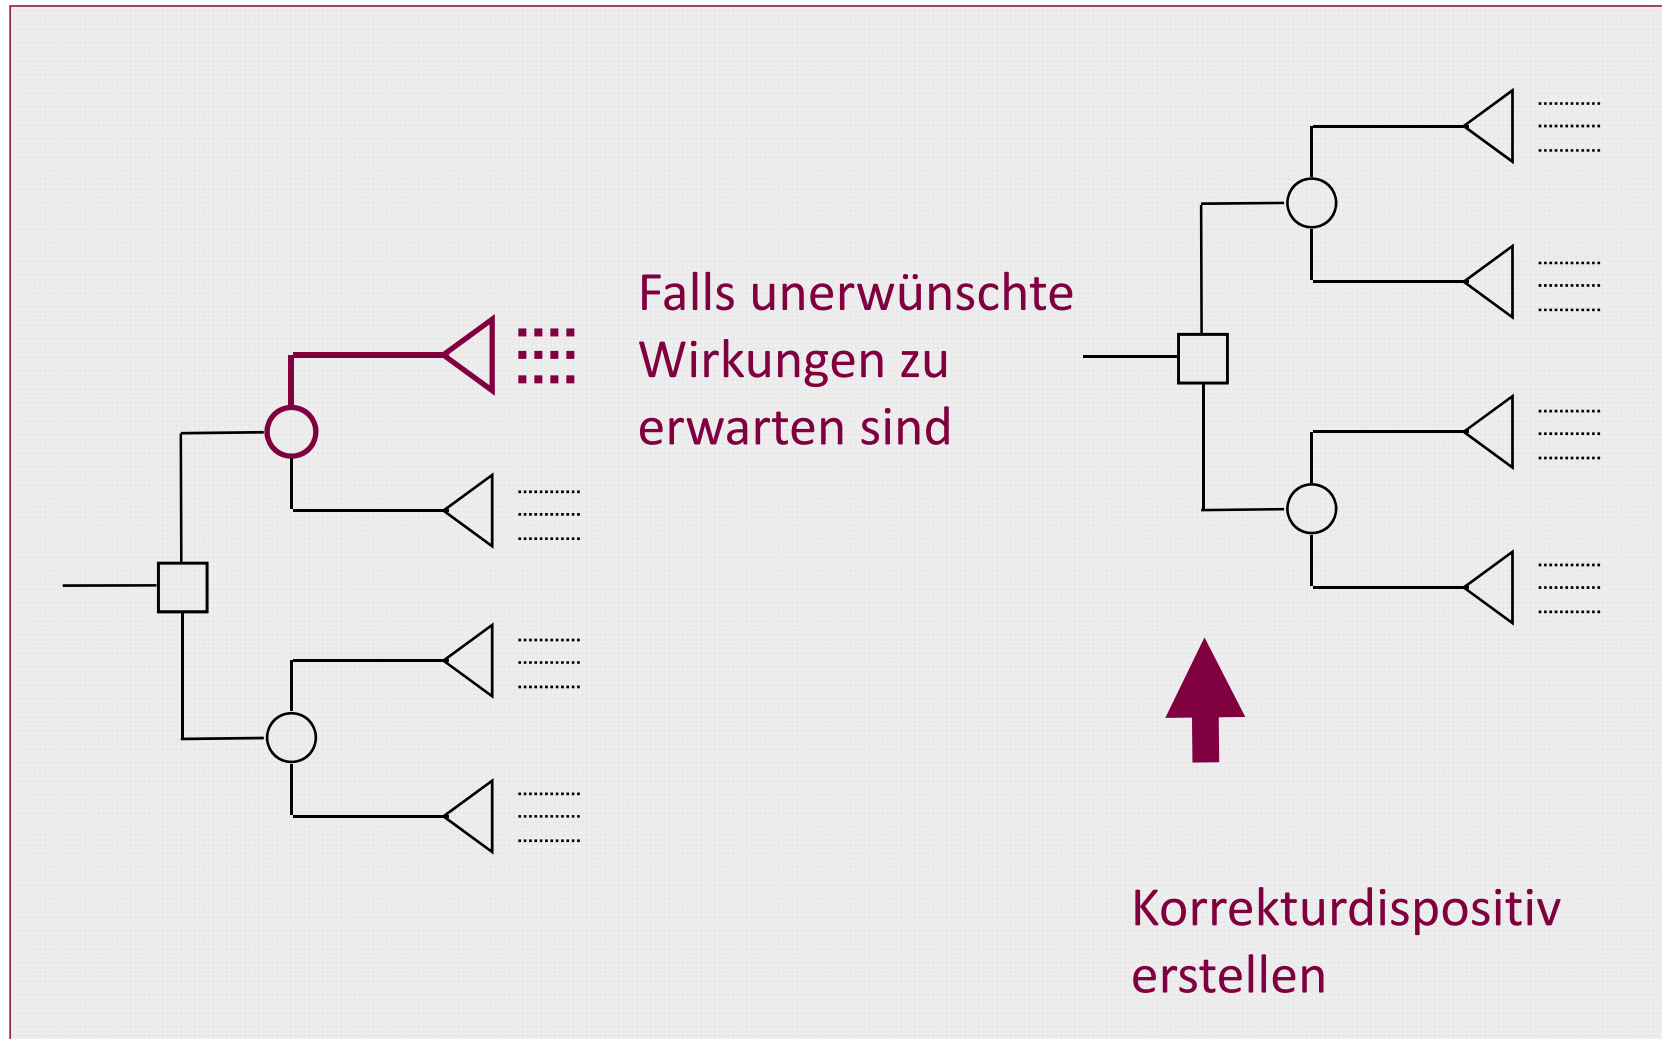 Falls unerwünschte
Wirkungen zu
erwarten sind
Korrekturdispositiv
erstellen